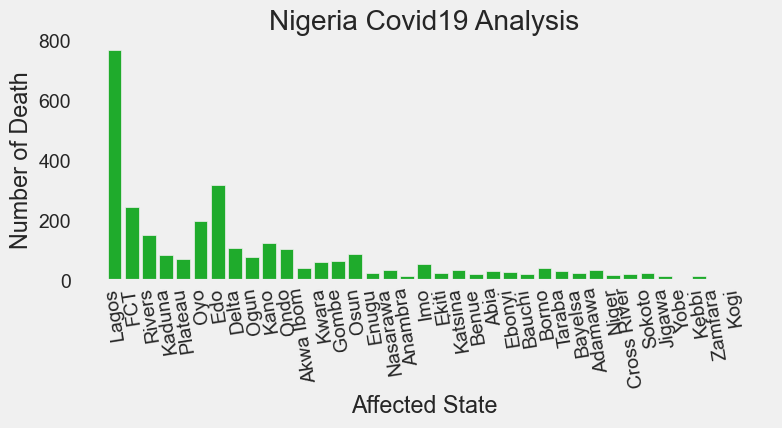 Nigeria Covid19 Analysis
Number of Death
800
600
400
200
0
Lagos
FCT
Rivers
Kaduna
Plateau
Oyo
Edo
Delta
Ogun
Kano
Ondo
Akwa Ibom
Kwara
Gombe
Osun
Enugu
Nasarawa
Anambra
Imo
Ekiti
Katsina
Benue
Abia
Ebonyi
Bauchi
Borno
Taraba
Bayelsa
Adamawa
Niger
Cross River
Sokoto
Jigawa
Yobe
Kebbi
Zamfara
Kogi
Affected State